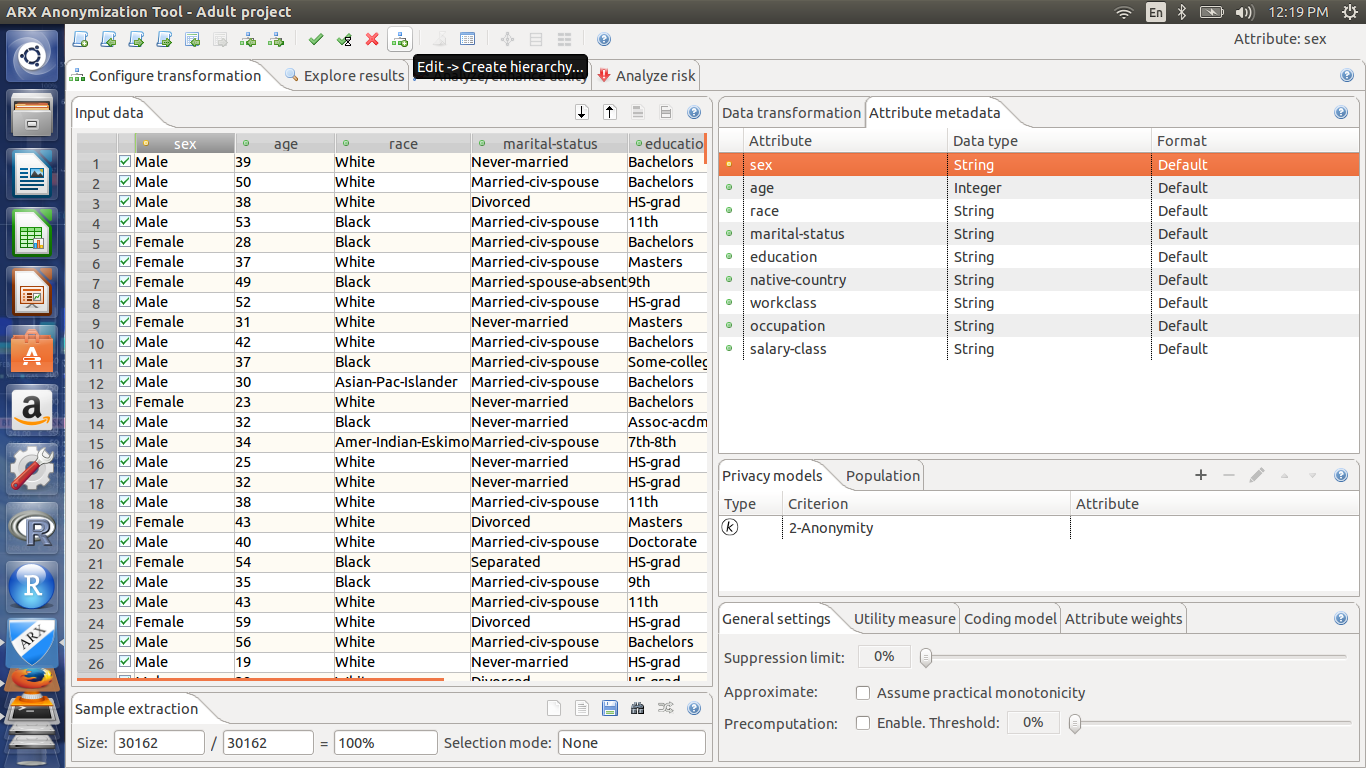 ARX Anonymization Tool - Adult project En 12:19 PM
Attribute: sex
Edit -> Create hierarchy...
Configure transformation Explore results Analyze/enhance utility Analyze risk
Input data
sex age race marital-status educatio
1 Male 39 White Never-married Bachelors
2 Male 50 White Married-civ-spouse Bachelors
3 Male 38 White Divorced HS-grad
4 Male 53 Black Married-civ-spouse 11th
5 Female 28 Black Married-civ-spouse Bachelors
6 Female 37 White Married-civ-spouse Masters
7 Female 49 Black Married-spouse-absent 9th
8 Male 52 White Married-civ-spouse HS-grad
9 Female 31 White Never-married Masters
10 Male 42 White Married-civ-spouse Bachelors
11 Male 37 Black Married-civ-spouse Some-colleg
12 Male 30 Asian-Pac-Islander Married-civ-spouse Bachelors
13 Female 23 White Never-married Bachelors
14 Male 32 Black Never-married Assoc-acdm
15 Male 34 Amer-Indian-Eskimo Married-civ-spouse 7th-8th
16 Male 25 White Never-married HS-grad
17 Male 32 White Never-married HS-grad
18 Male 38 White Married-civ-spouse 11th
19 Female 43 White Divorced Masters
20 Male 40 White Married-civ-spouse Doctorate
21 Female 54 Black Separated HS-grad
22 Male 35 Black Married-civ-spouse 9th
23 Male 43 White Married-civ-spouse 11th
24 Female 59 White Divorced HS-grad
25 Male 56 White Married-civ-spouse Bachelors
26 Male 19 White Never-married HS-grad
Sample extraction
Size: 30162 / 30162 = 100% Selection mode: None
Data transformation Attribute metadata
Attribute Data type Format
sex String Default
age Integer Default
race String Default
marital-status String Default
education String Default
native-country String Default
workclass String Default
occupation String Default
salary-class String Default
Privacy models Population
Type Criterion Attribute
k 2-Anonymity
General settings Utility measure Coding model Attribute weights
Suppression limit: 0%
Approximate: Assume practical monotonicity
Precomputation: Enable. Threshold: 0%
a
R
R
ARX